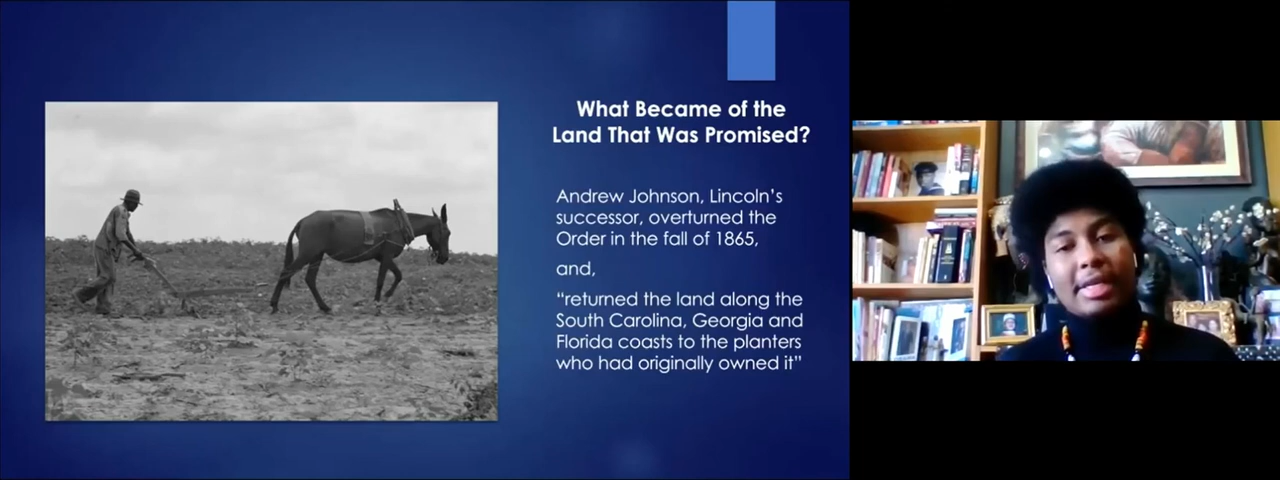 What Became of the
Land That Was Promised?
Andrew Johnson, Lincoln's
successor, overturned the
Order in the fall of 1865,
and,
“returned the land along the
South Carolina, Georgia and
Florida coasts to the planters
who had originally owned it”